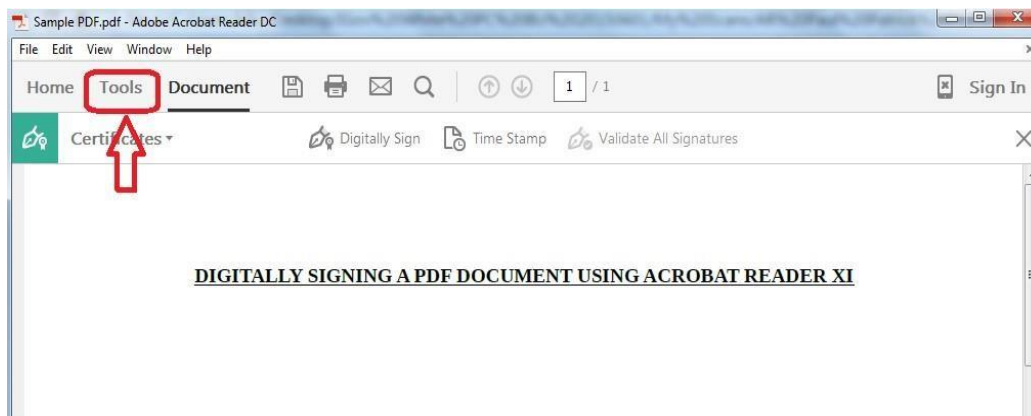 Sample PDF.pdf - Adobe Acrobat Reader DC
File Edit View Window Help
Home Tools Document 1 / 1 Sign In
Certificates Digitally Sign Time Stamp Validate All Signatures
DIGITALLY SIGNING A PDF DOCUMENT USING ACROBAT READER XI